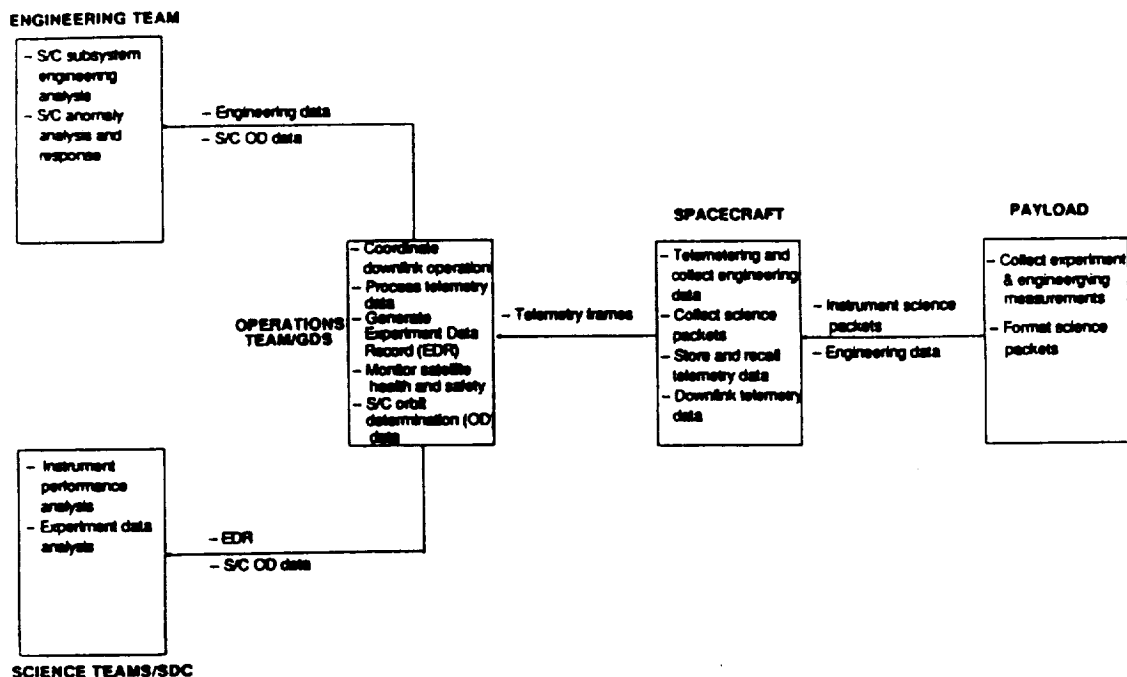 ENGINEERING TEAM
– S/C subsystem
engineering
analysis
– S/C anomaly
analysis and
response
– Engineering data
– S/C OD data
OPERATIONS
TEAM/GDS
– Coordinate
downlink operation
– Process telemetry
data
– Generate
Experiment Data
Record (EDR)
– Monitor satellite
health and safety
– S/C orbit
determination (OD)
data
– Telemetry frames
SPACECRAFT
– Telemetering and
collect engineering
data
– Collect science
packets
– Store and recall
telemetry data
– Downlink telemetry
data
– Instrument science
packets
– Engineering data
PAYLOAD
– Collect experiment
& engineergying
measurements
– Format science
packets
– Instrument
performance
analysis
– Experiment data
analysis
– EDR
– S/C OD data
SCIENCE TEAMS/SDC